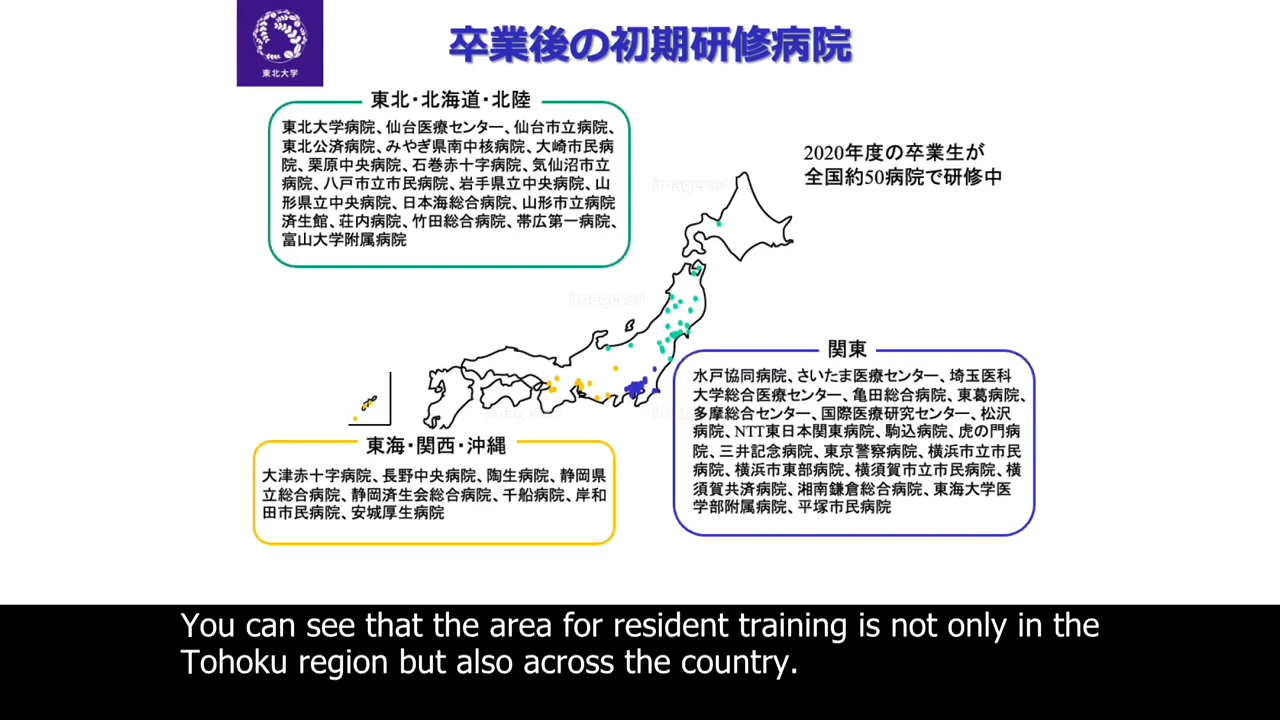 東北大学
卒業後の初期研修病院
東北・北海道・北陸
東北大学病院、仙台医療センター、仙台市立病院、
東北公済病院、みやぎ県南中核病院、大崎市民病
院、栗原中央病院、石巻赤十字病院、気仙沼市立
病院、八戸市立市民病院、岩手県立中央病院、山
形県立中央病院、日本海総合病院、山形市立病院
済生館、荘内病院、竹田総合病院、帯広第一病院、
富山大学附属病院
2020年度の卒業生が
全国約50病院で研修中
関東
水戸協同病院、さいたま医療センター、埼玉医科
大学総合医療センター、亀田総合病院、東葛病院、
多摩総合センター、国際医療研究センター、松沢
病院、NTT東日本関東病院、駒込病院、虎の門病
院、三井記念病院、東京警察病院、横浜市立市民
病院、横浜市東部病院、横須賀市立市民病院、横
須賀共済病院、湘南鎌倉総合病院、東海大学医
学部附属病院、平塚市民病院
東海・関西・沖縄
大津赤十字病院、長野中央病院、陶生病院、静岡県
立総合病院、静岡済生会総合病院、千船病院、岸和
田市民病院、安城厚生病院
You can see that the area for resident training is not only in the
Tohoku region but also across the country.